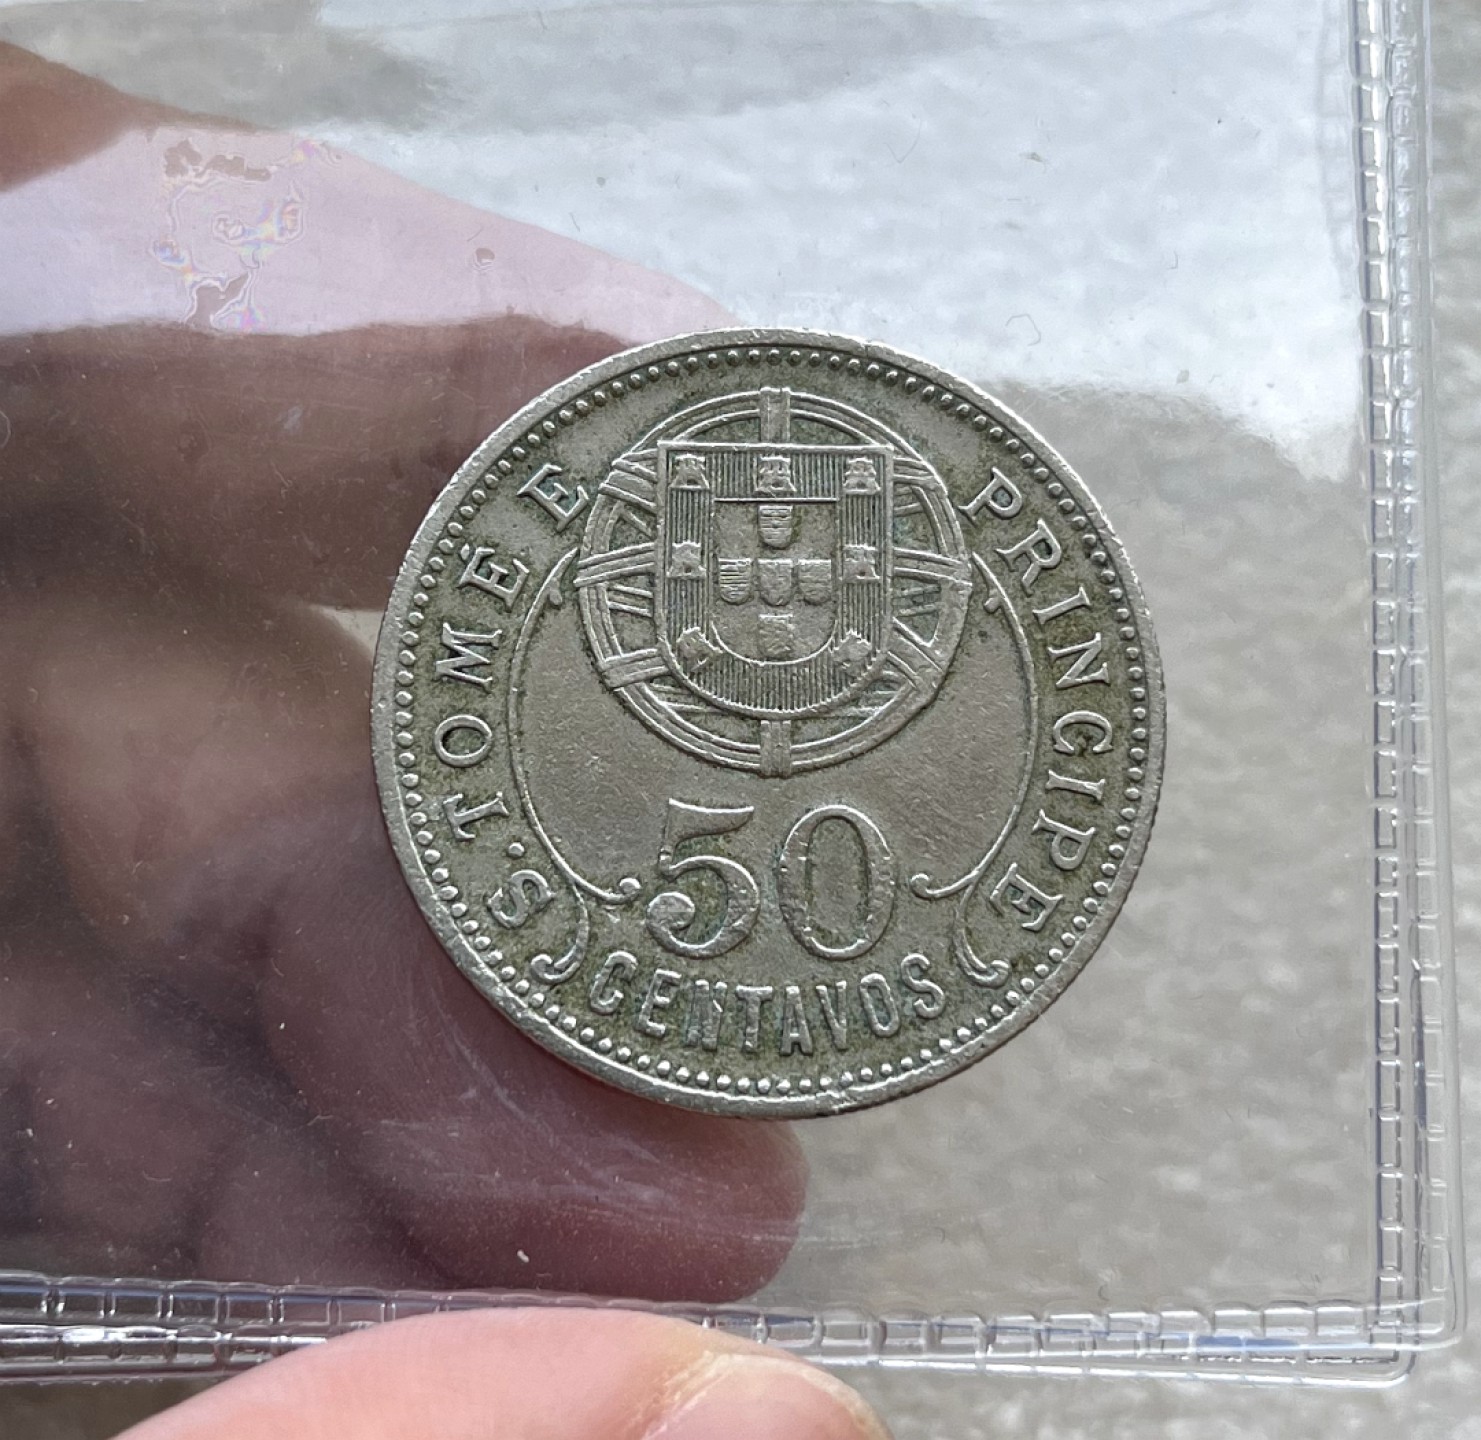 S. TOMÉ E PRINCIPE
50
CENTAVOS